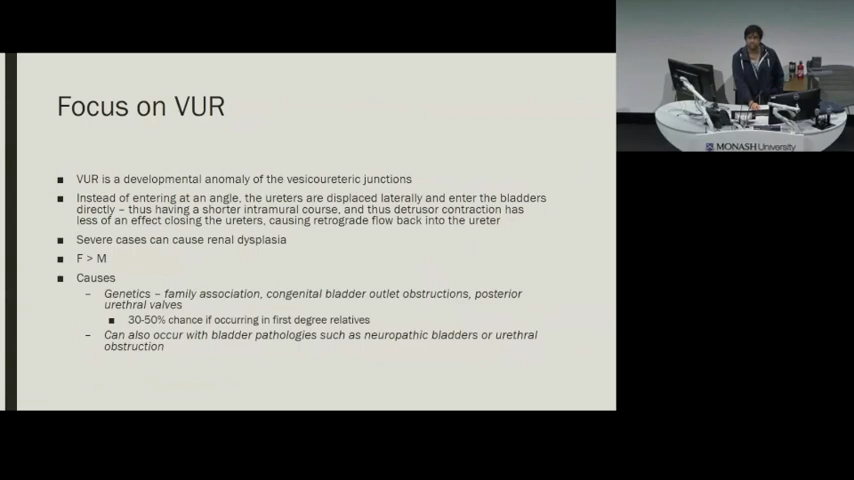 Focus on VUR
■ VUR is a developmental anomaly of the vesicoureteric junctions
■ Instead of entering at an angle, the ureters are displaced laterally and enter the bladders
directly – thus having a shorter intramural course, and thus detrusor contraction has
less of an effect closing the ureters, causing retrograde flow back into the ureter
■ Severe cases can cause renal dysplasia
■ F > M
■ Causes
– Genetics – family association, congenital bladder outlet obstructions, posterior
urethral valves
■ 30-50% chance if occurring in first degree relatives
– Can also occur with bladder pathologies such as neuropathic bladders or urethral
obstruction
MONASH University